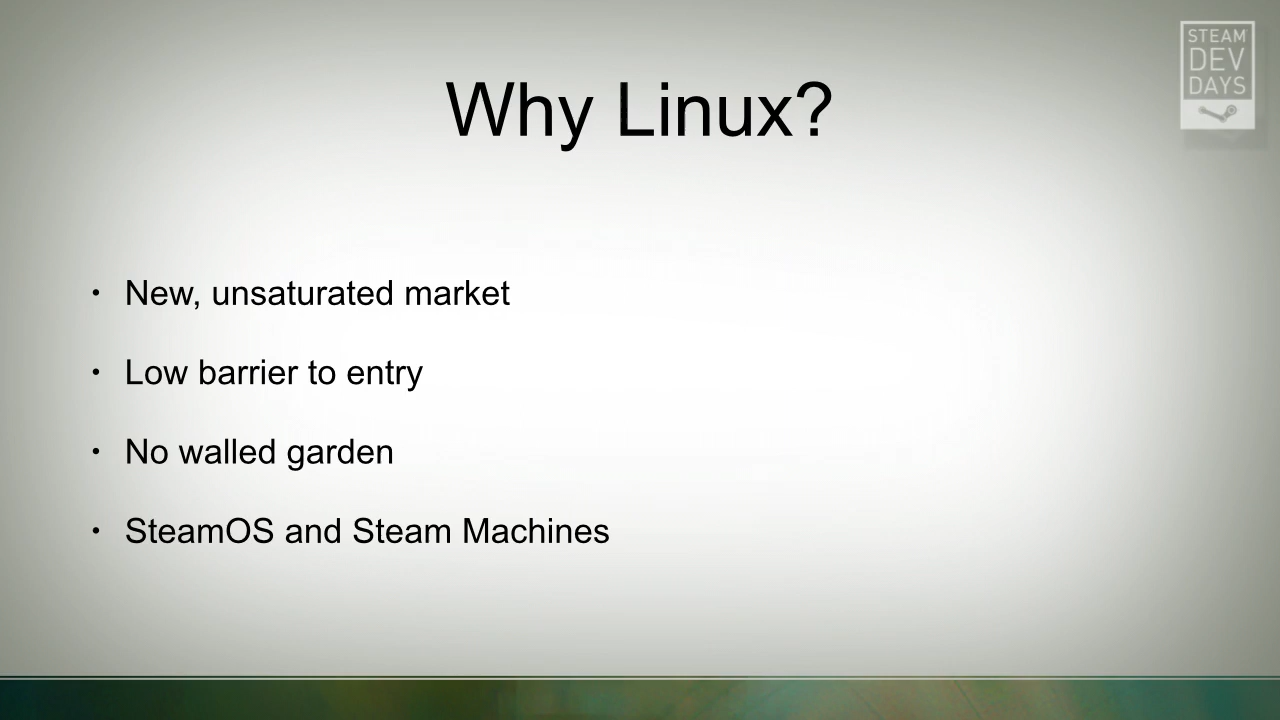 STEAM
DEV
DAYS
Why Linux?
• New, unsaturated market
• Low barrier to entry
• No walled garden
• SteamOS and Steam Machines